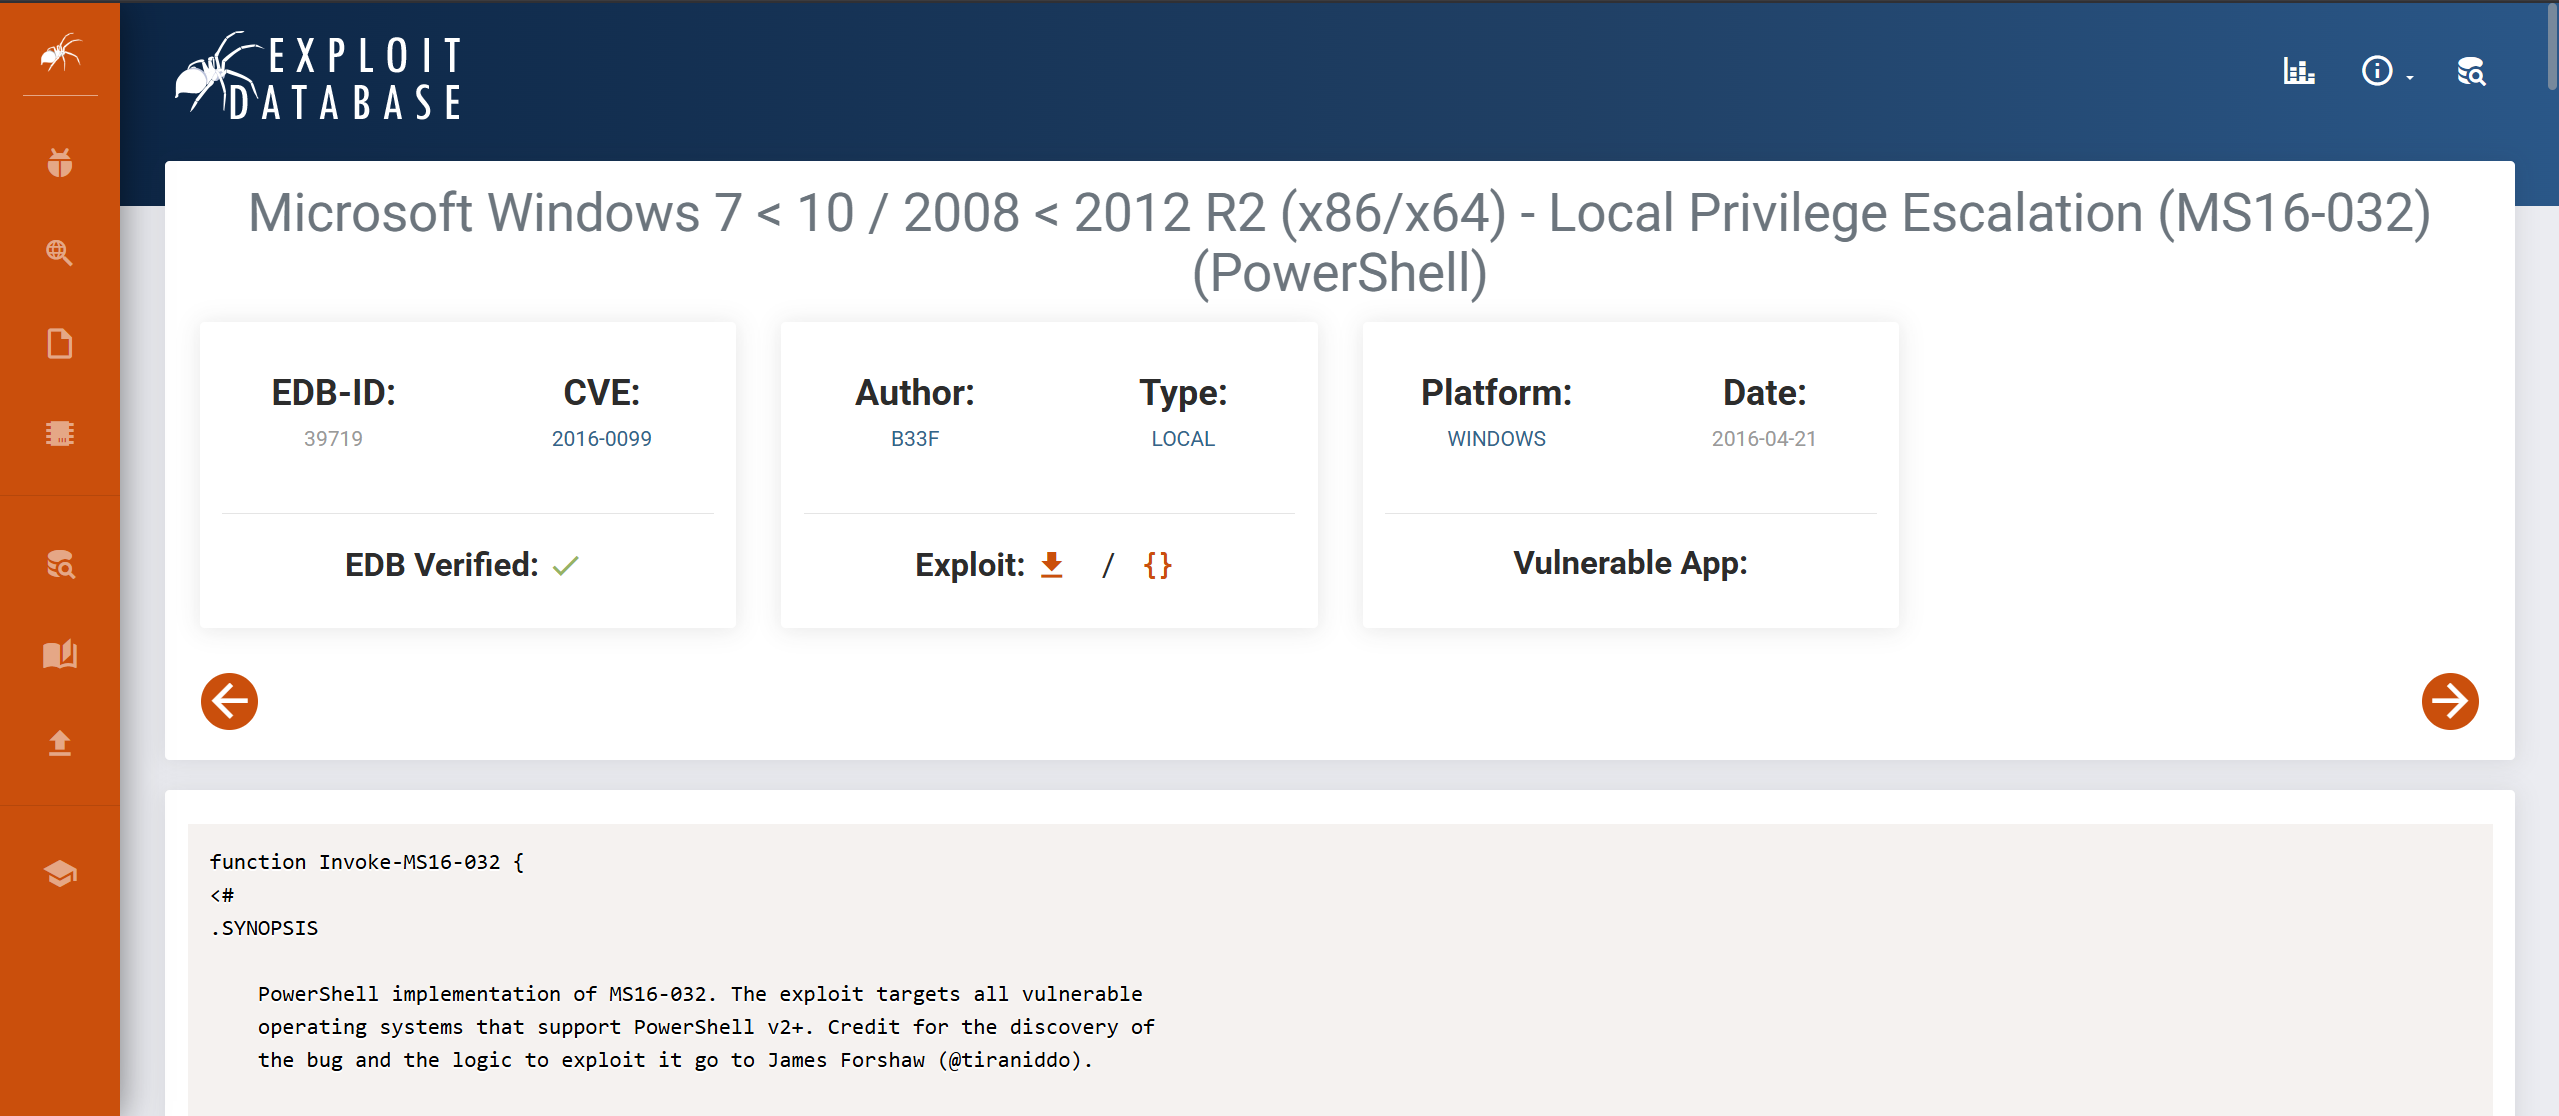 EXPLOIT
DATABASE
Microsoft Windows 7 < 10 / 2008 < 2012 R2 (x86/x64) - Local Privilege Escalation (MS16-032)
(PowerShell)
EDB-ID:
39719
CVE:
2016-0099
EDB Verified:
Author:
B33F
Type:
LOCAL
Exploit: / {}
Platform:
WINDOWS
Date:
2016-04-21
Vulnerable App:
function Invoke-MS16-032 {
<#
.SYNOPSIS
PowerShell implementation of MS16-032. The exploit targets all vulnerable
operating systems that support PowerShell v2+. Credit for the discovery of
the bug and the logic to exploit it go to James Forshaw (@tiraniddo).